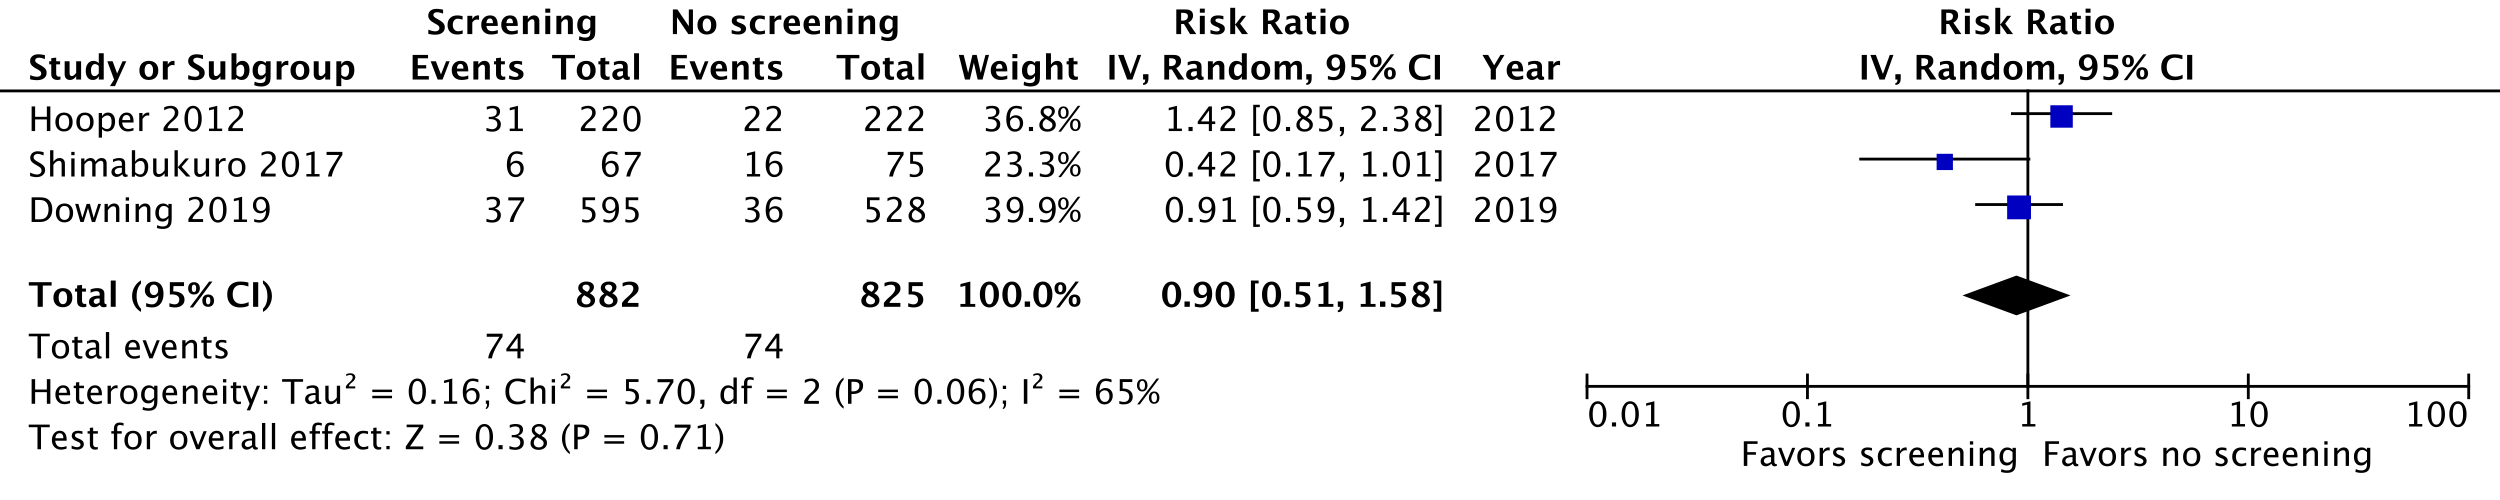 Screening No screening Risk Ratio Risk Ratio
Study or Subgroup Events Total Events Total Weight IV, Random, 95% CI Year IV, Random, 95% CI
Hooper 2012 31 220 22 222 36.8% 1.42 [0.85, 2.38] 2012
Shimabukuro 2017 6 67 16 75 23.3% 0.42 [0.17, 1.01] 2017
Downing 2019 37 595 36 528 39.9% 0.91 [0.59, 1.42] 2019
Total (95% CI) 882 825 100.0% 0.90 [0.51, 1.58]
Total events 74 74
Heterogeneity: Tau² = 0.16; Chi² = 5.70, df = 2 (P = 0.06); I² = 65%
Test for overall effect: Z = 0.38 (P = 0.71)
0.01 0.1 1 10 100
Favors screening Favors no screening